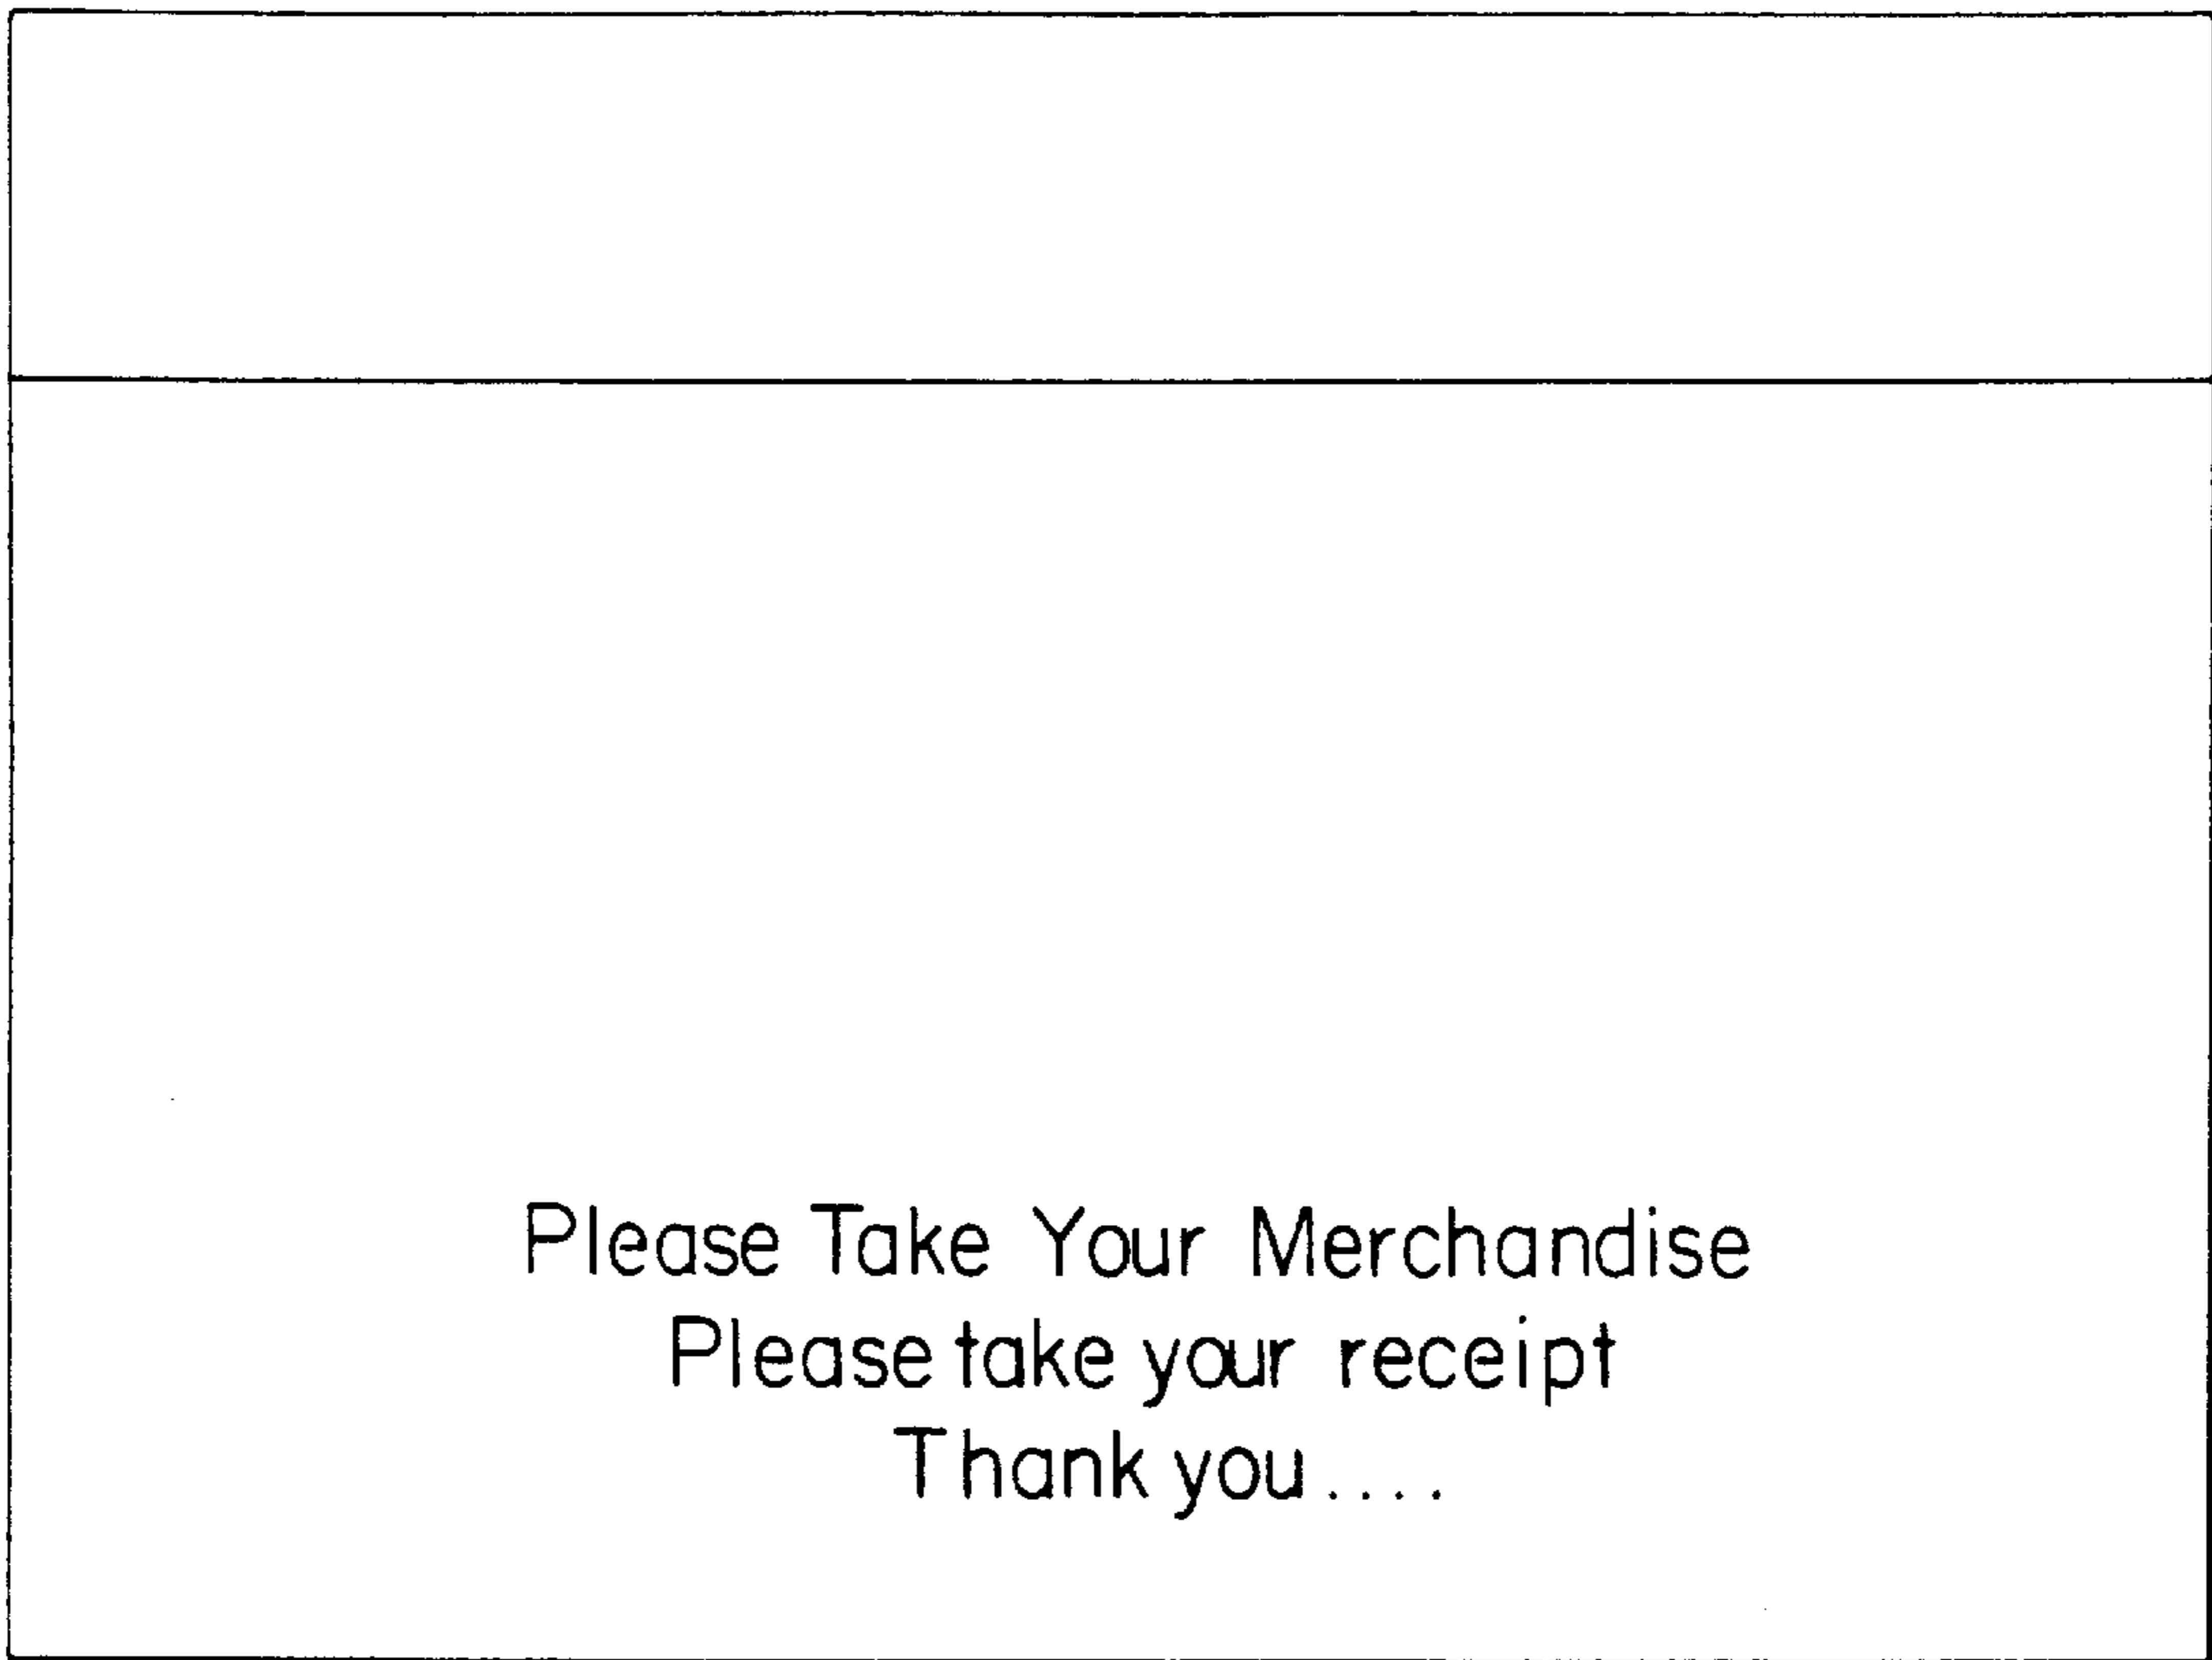 Please Take Your Merchandise
Please take your receipt
Thank you....